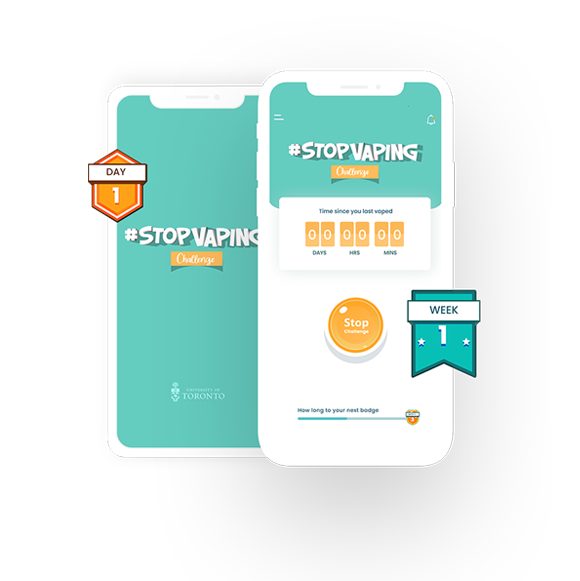 DAY
1
#STOPVAPING
Challenge
UNIVERSITY OF
TORONTO
#STOPVAPING
Challenge
Time since you last vaped
00 00 00
DAYS HRS MINS
Stop
Challenge
WEEK
1
How long to your next badge